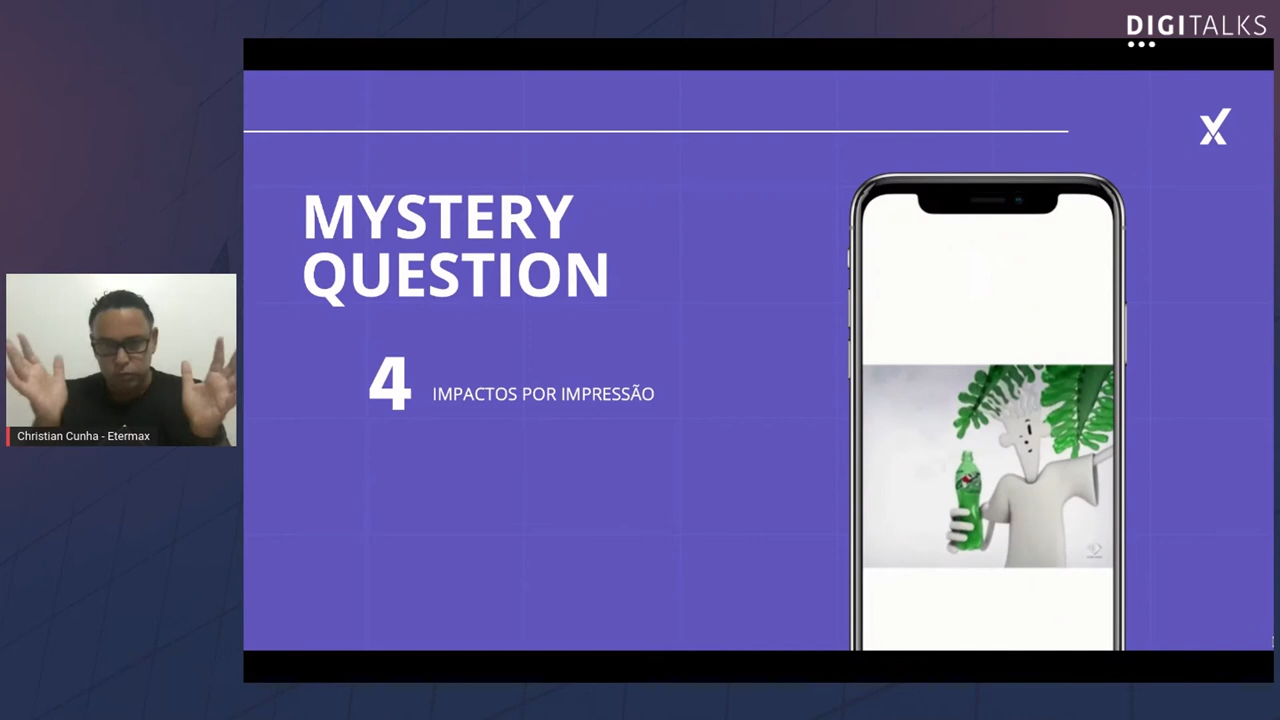 DIGITALKS
MYSTERY
QUESTION
4 IMPACTOS POR IMPRESSÃO
Christian Cunha - Etermax